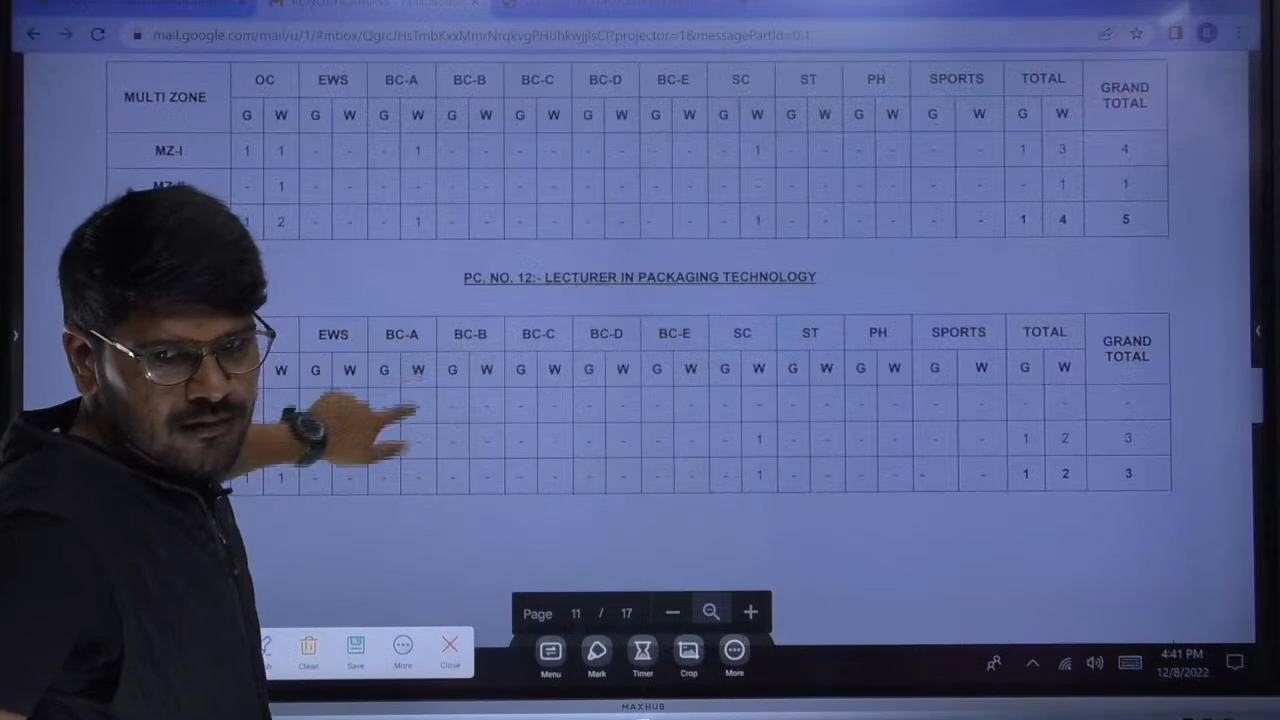 mail.google.com/mail/u/1/#inbox/
?projector=1&messagePartId=0.1
MULTI ZONE OC EWS BC-A BC-B BC-C BC-D BC-E SC ST PH SPORTS TOTAL GRAND TOTAL
G W G W G W G W G W G W G W G W G W G W G W G W
MZ-I 1 1 - - - 1 - - - - - - - - - 1 - - - - - - 1 3 4
- 1 - - - - - - - - - - - - - - - - - - - - - 1 1
1 2 - - - 1 - - - - - - - - - 1 - - - - - - 1 4 5
PC. NO. 12:- LECTURER IN PACKAGING TECHNOLOGY
EWS BC-A BC-B BC-C BC-D BC-E SC ST PH SPORTS TOTAL GRAND TOTAL
W G W G W G W G W G W G W G W G W G W G W G W
- - - - - - - - - - - - - - - - - - -
- - - - - - - - - - 1 - - - - - - 1 2 3
1 - - - - - - - - - - - - - 1 - - - - - - 1 2 3
Page 11 / 17 — +
Clean Save More Close
Menu Mark Timer Crop More
4:41 PM
12/8/2022
MAXHUB